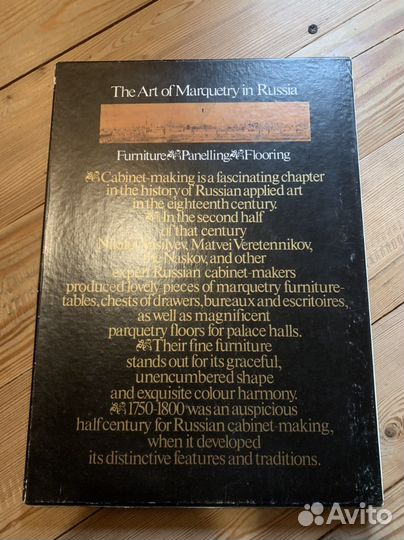 The Art of Marquetry in Russia
Furniture Panelling Flooring
Cabinet-making is a fascinating chapter
in the history of Russian applied art
in the eighteenth century.
In the second half
of that century
Vasilyev, Matvei Veretennikov,
Naskov, and other
expert Russian cabinet-makers
produced lovely pieces of marquetry furniture-
tables, chests of drawers, bureaux and escritoires,
as well as magnificent
parquetry floors for palace halls.
Their fine furniture
stands out for its graceful,
unencumbered shape
and exquisite colour harmony.
1750-1800 was an auspicious
half century for Russian cabinet-making,
when it developed
its distinctive features and traditions.
Avito